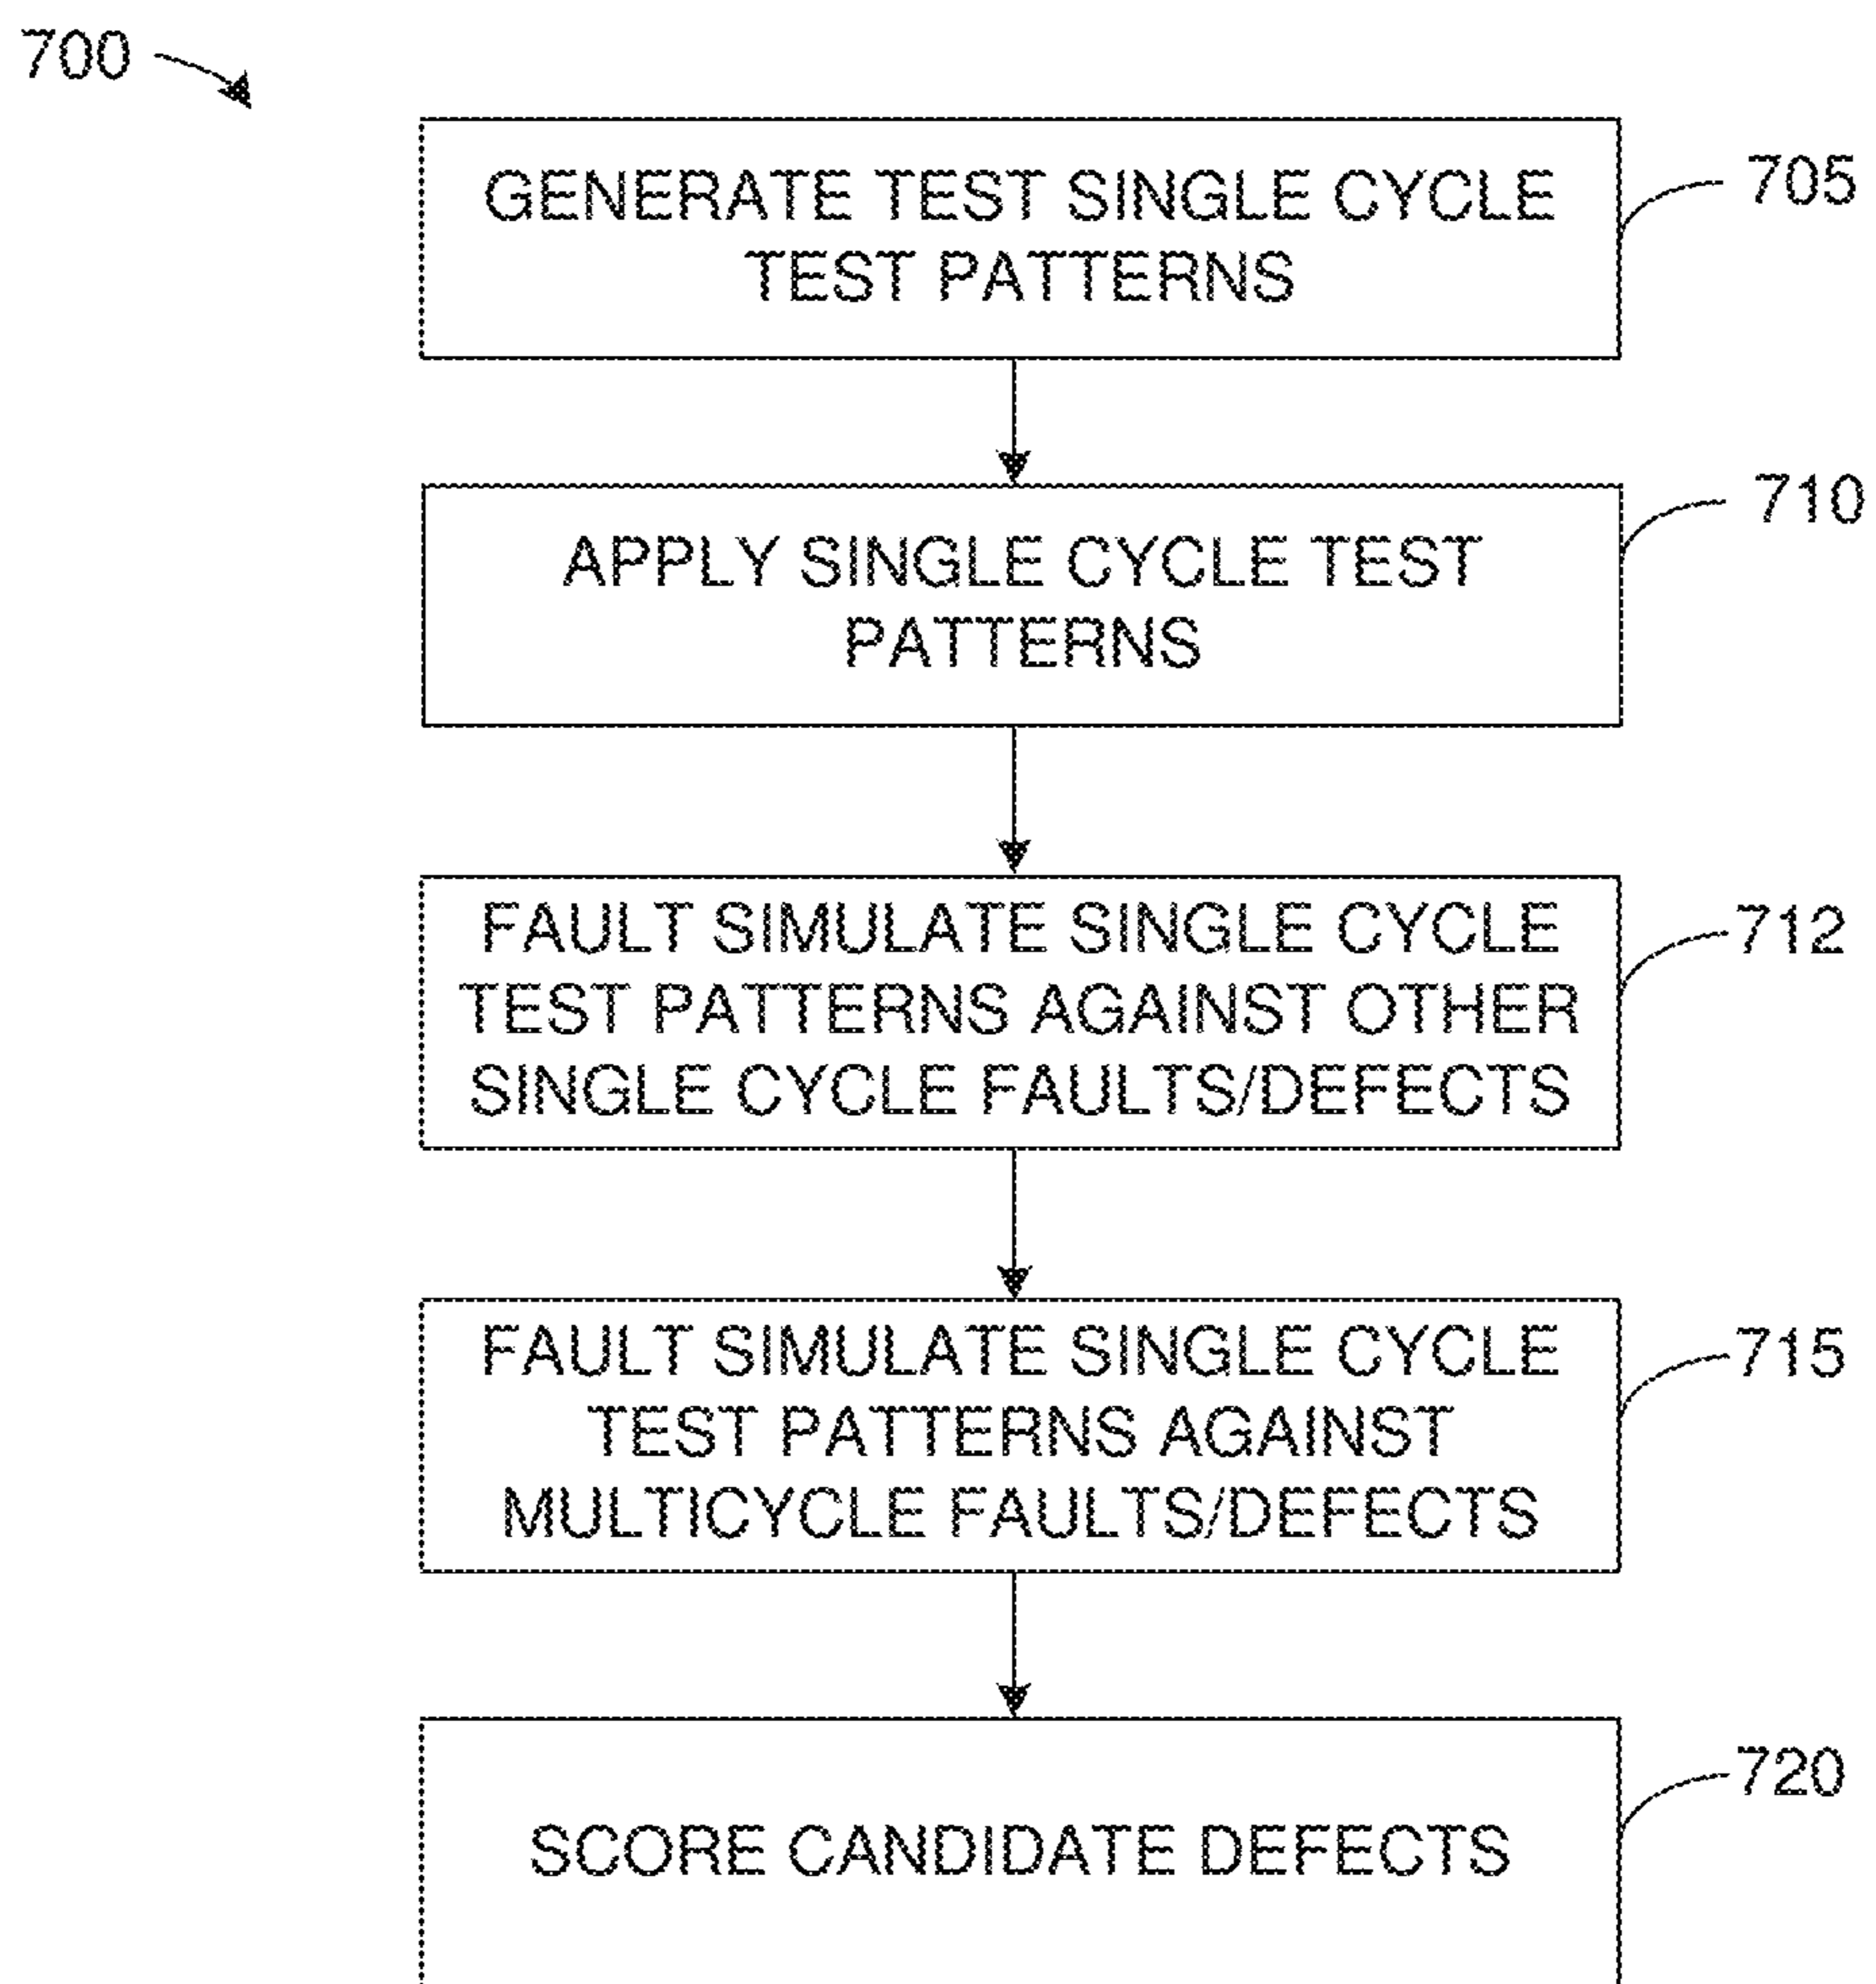 700
GENERATE TEST SINGLE CYCLE
TEST PATTERNS
705
APPLY SINGLE CYCLE TEST
PATTERNS
710
FAULT SIMULATE SINGLE CYCLE
TEST PATTERNS AGAINST OTHER
SINGLE CYCLE FAULTS/DEFECTS
712
FAULT SIMULATE SINGLE CYCLE
TEST PATTERNS AGAINST
MULTICYCLE FAULTS/DEFECTS
715
SCORE CANDIDATE DEFECTS
720